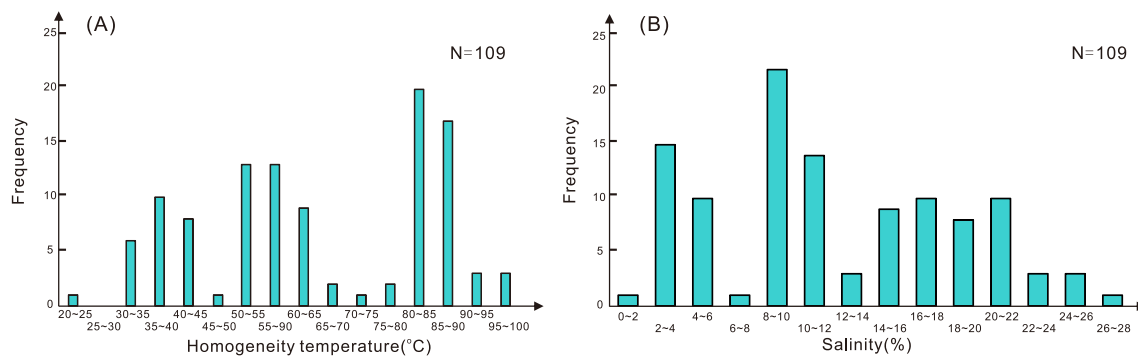 (A)
N=109
Frequency
25
20
15
10
5
0
20~25 30~35 40~45 50~55 60~65 70~75 80~85 90~95
25~30 35~40 45~50 55~90 65~70 75~80 85~90 95~100
Homogeneity temperature(°C)
(B)
N=109
Frequency
25
20
15
10
5
0
0~2 4~6 8~10 12~14 16~18 20~22 24~26
2~4 6~8 10~12 14~16 18~20 22~24 26~28
Salinity(%)